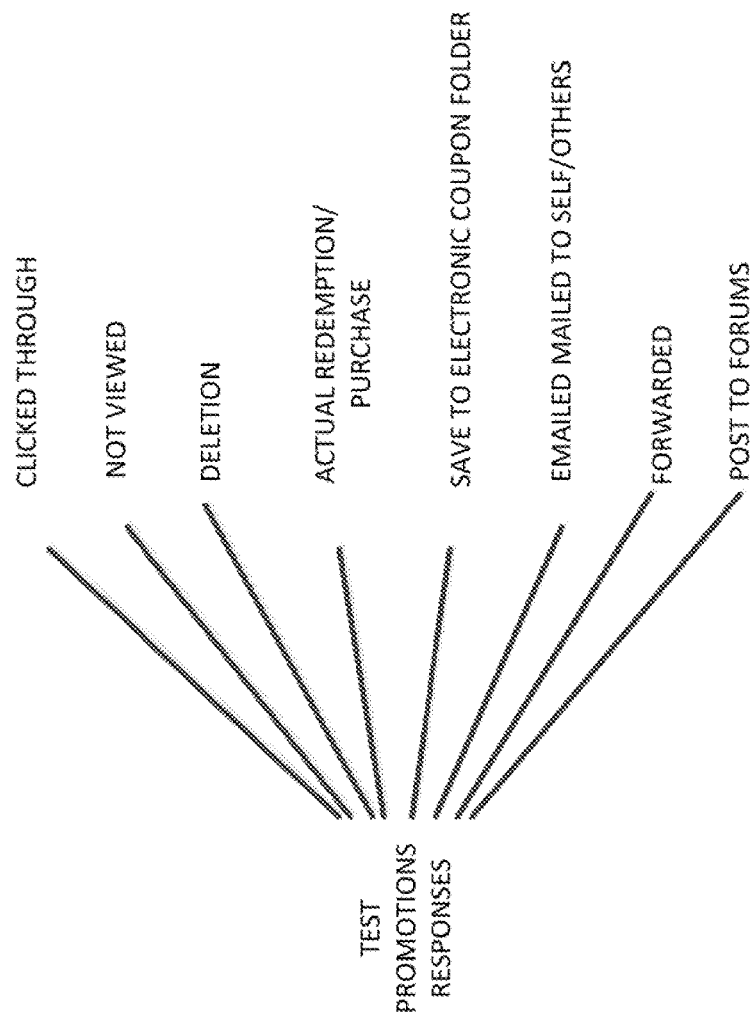 TEST
PROMOTIONS
RESPONSES
CLICKED THROUGH
NOT VIEWED
DELETION
ACTUAL REDEMPTION/
PURCHASE
SAVE TO ELECTRONIC COUPON FOLDER
EMAILED MAILED TO SELF/OTHERS
FORWARDED
POST TO FORUMS